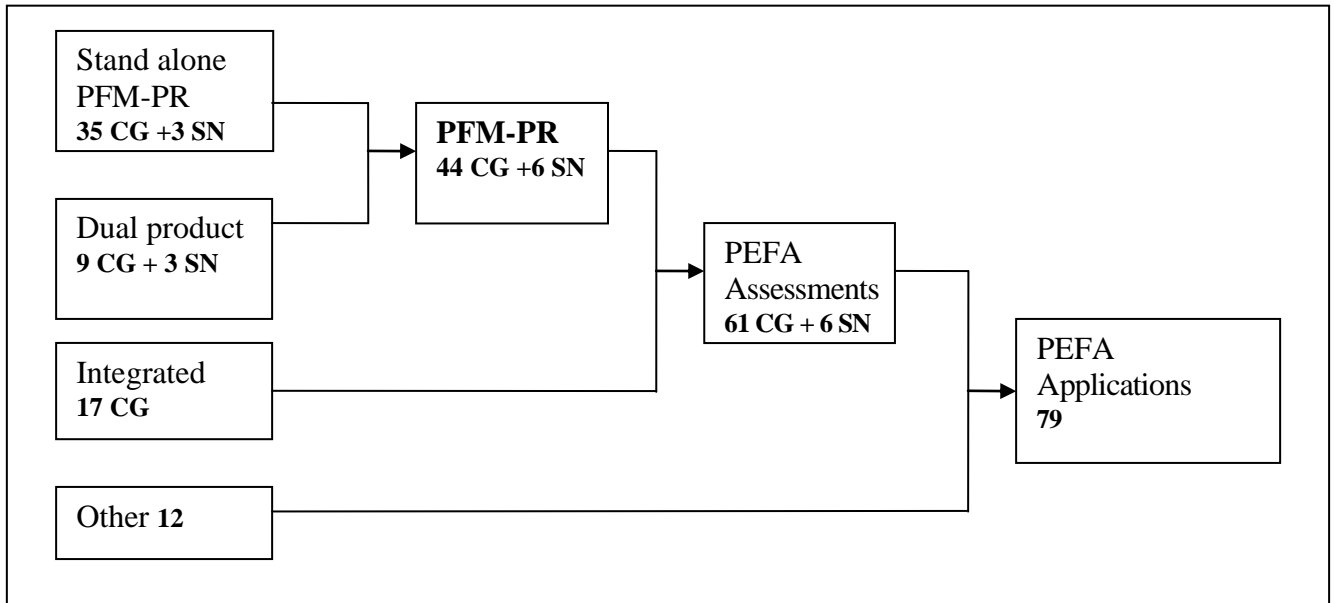 Stand alone
PFM-PR
35 CG +3 SN
Dual product
9 CG + 3 SN
Integrated
17 CG
Other 12
PFM-PR
44 CG +6 SN
PEFA
Assessments
61 CG + 6 SN
PEFA
Applications
79